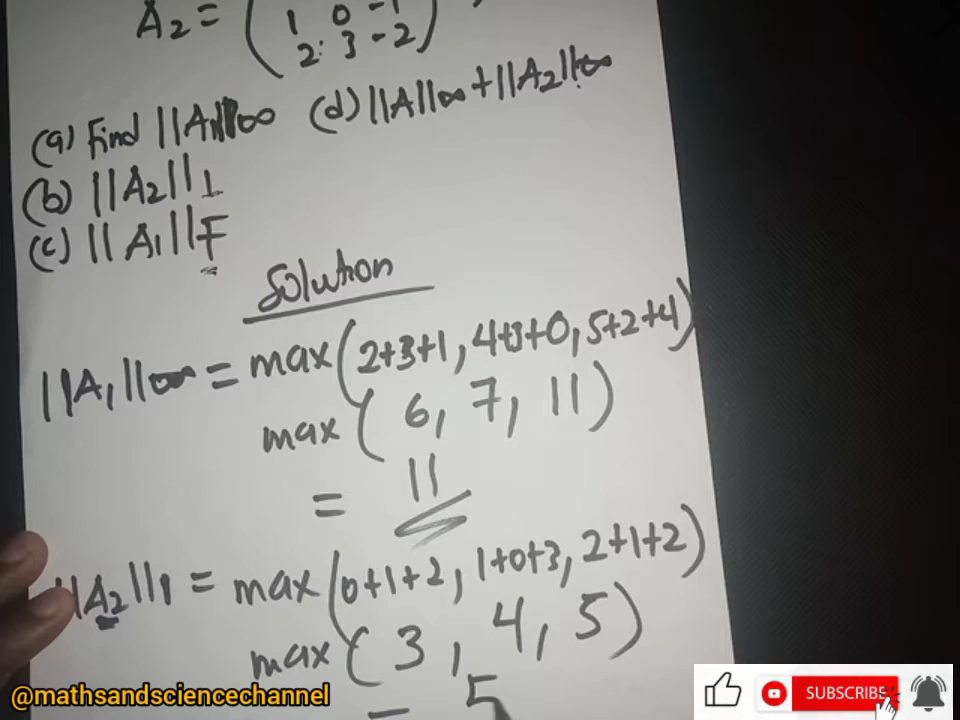 A₂ = ( 1 0 -1
2 3 -2 )
(a) Find ||A₁||∞ (d) ||A||∞ + ||A₂||∞
(b) ||A₂||₁
(c) ||A₁||F
Solution
||A₁||∞ = max(2+3+1, 4+3+0, 5+2+4)
max( 6, 7, 11)
= 11
||A₂||₁ = max(0+1+2, 1+0+3, 2+1+2)
max( 3, 4, 5)
= 5
@mathsandsciencechannel
SUBSCRIBE